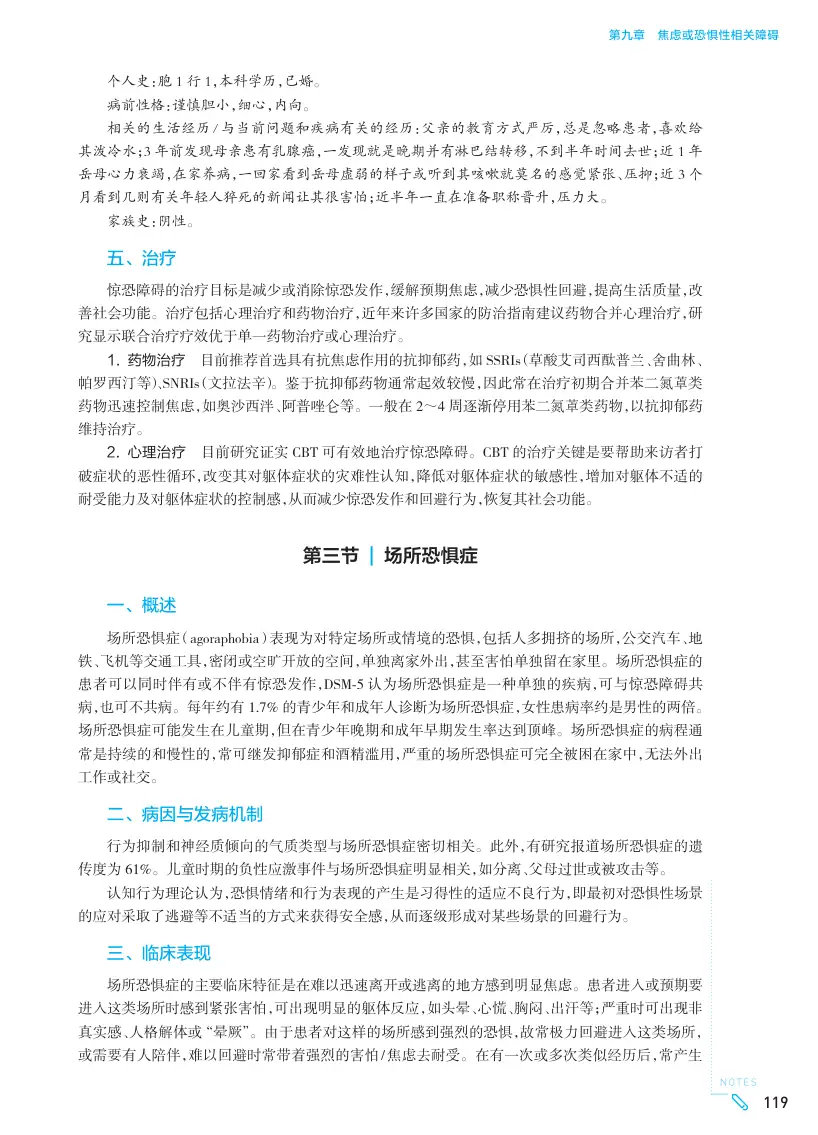 第九章　焦虑或恐惧性相关障碍
个人史:胞 1 行 1,本科学历,已婚。
病前性格:谨慎胆小,细心,内向。
相关的生活经历 / 与当前问题和疾病有关的经历:父亲的教育方式严厉,总是忽略患者,喜欢给
其泼冷水;3 年前发现母亲患有乳腺癌,一发现就是晚期并有淋巴结转移,不到半年时间去世;近 1 年
岳母心力衰竭,在家养病,一回家看到岳母虚弱的样子或听到其咳嗽就莫名的感觉紧张、压抑;近 3 个
月看到几则有关年轻人猝死的新闻让其很害怕;近半年一直在准备职称晋升,压力大。
家族史:阴性。
五、治疗
惊恐障碍的治疗目标是减少或消除惊恐发作,缓解预期焦虑,减少恐惧性回避,提高生活质量,改
善社会功能。治疗包括心理治疗和药物治疗,近年来许多国家的防治指南建议药物合并心理治疗,研
究显示联合治疗疗效优于单一药物治疗或心理治疗。
1. 药物治疗　目前推荐首选具有抗焦虑作用的抗抑郁药,如 SSRIs（草酸艾司西酞普兰、舍曲林、
帕罗西汀等）、SNRIs（文拉法辛）。鉴于抗抑郁药物通常起效较慢,因此常在治疗初期合并苯二氮䓬类
药物迅速控制焦虑,如奥沙西泮、阿普唑仑等。一般在 2～4 周逐渐停用苯二氮䓬类药物,以抗抑郁药
维持治疗。
2. 心理治疗　目前研究证实 CBT 可有效地治疗惊恐障碍。CBT 的治疗关键是要帮助来访者打
破症状的恶性循环,改变其对躯体症状的灾难性认知,降低对躯体症状的敏感性,增加对躯体不适的
耐受能力及对躯体症状的控制感,从而减少惊恐发作和回避行为,恢复其社会功能。
第三节 | 场所恐惧症
一、概述
场所恐惧症（agoraphobia）表现为对特定场所或情境的恐惧,包括人多拥挤的场所,公交汽车、地
铁、飞机等交通工具,密闭或空旷开放的空间,单独离家外出,甚至害怕单独留在家里。场所恐惧症的
患者可以同时伴有或不伴有惊恐发作,DSM-5 认为场所恐惧症是一种单独的疾病,可与惊恐障碍共
病,也可不共病。每年约有 1.7% 的青少年和成年人诊断为场所恐惧症,女性患病率约是男性的两倍。
场所恐惧症可能发生在儿童期,但在青少年晚期和成年早期发生率达到顶峰。场所恐惧症的病程通
常是持续的和慢性的,常可继发抑郁症和酒精滥用,严重的场所恐惧症可完全被困在家中,无法外出
工作或社交。
二、病因与发病机制
行为抑制和神经质倾向的气质类型与场所恐惧症密切相关。此外,有研究报道场所恐惧症的遗
传度为 61%。儿童时期的负性应激事件与场所恐惧症明显相关,如分离、父母过世或被攻击等。
认知行为理论认为,恐惧情绪和行为表现的产生是习得性的适应不良行为,即最初对恐惧性场景
的应对采取了逃避等不适当的方式来获得安全感,从而逐级形成对某些场景的回避行为。
三、临床表现
场所恐惧症的主要临床特征是在难以迅速离开或逃离的地方感到明显焦虑。患者进入或预期要
进入这类场所时感到紧张害怕,可出现明显的躯体反应,如头晕、心慌、胸闷、出汗等;严重时可出现非
真实感、人格解体或 “晕厥”。由于患者对这样的场所感到强烈的恐惧,故常极力回避进入这类场所,
或需要有人陪伴,难以回避时常带着强烈的害怕/焦虑去耐受。在有一次或多次类似经历后,常产生
NOTES
119